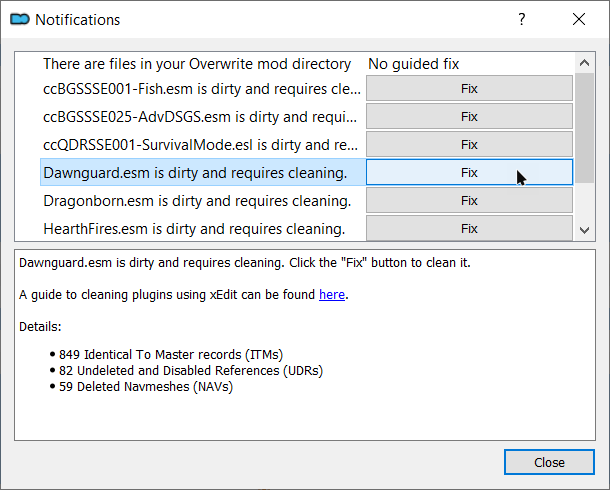 Notifications
There are files in your Overwrite mod directory No guided fix
ccBGSSSE001-Fish.esm is dirty and requires cle... Fix
ccBGSSSE025-AdvDSGS.esm is dirty and requi... Fix
ccQDRSSE001-SurvivalMode.esl is dirty and re... Fix
Dawnguard.esm is dirty and requires cleaning. Fix
Dragonborn.esm is dirty and requires cleaning. Fix
HearthFires.esm is dirty and requires cleaning. Fix
Dawnguard.esm is dirty and requires cleaning. Click the "Fix" button to clean it.
A guide to cleaning plugins using xEdit can be found here.
Details:
• 849 Identical To Master records (ITMs)
• 82 Undeleted and Disabled References (UDRs)
• 59 Deleted Navmeshes (NAVs)
Close